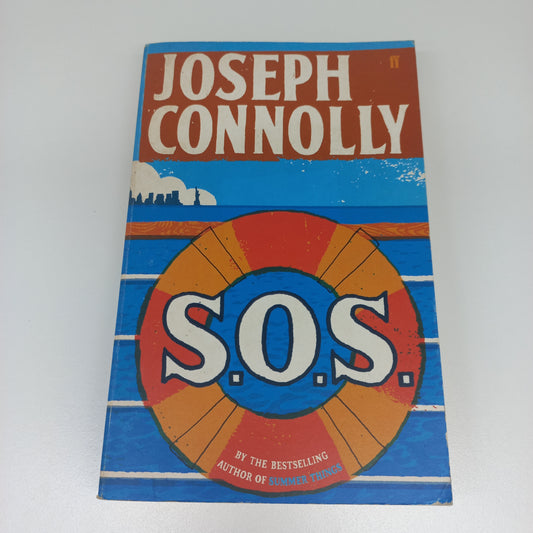 JOSEPH
ff
CONNOLLY
S.O.S.
BY THE BESTSELLING
AUTHOR OF SUMMER THINGS